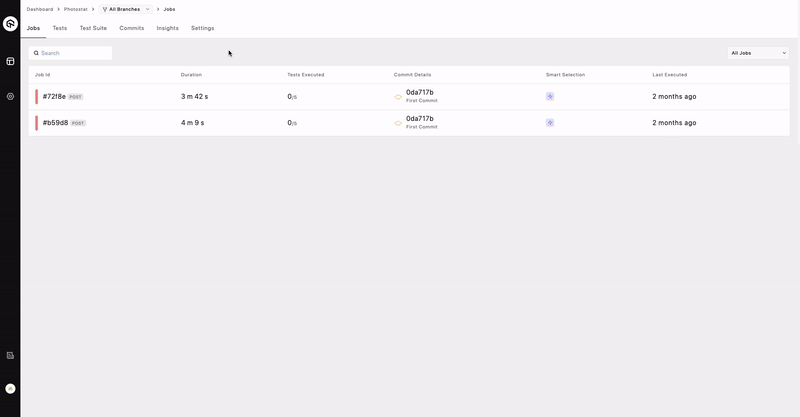 Dashboard > Photostat > All Branches > Jobs
Jobs Tests Test Suite Commits Insights Settings
Search All Jobs
Job Id Duration Tests Executed Commit Details Smart Selection Last Executed
#72f8e POST 3 m 42 s 0/5 0da717b 2 months ago
First Commit
#b59d8 POST 4 m 9 s 0/5 0da717b 2 months ago
First Commit